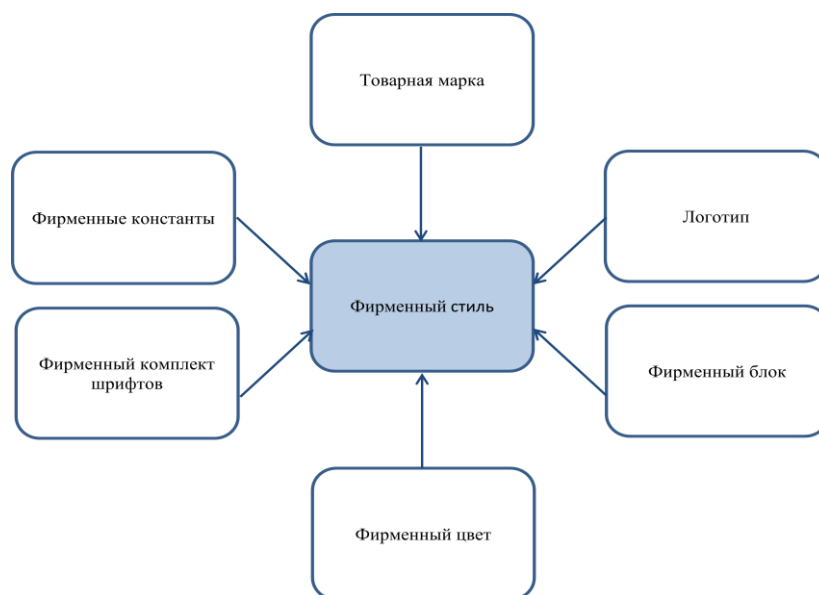 Товарная марка
Фирменные константы
Логотип
Фирменный стиль
Фирменный комплект
шрифтов
Фирменный блок
Фирменный цвет